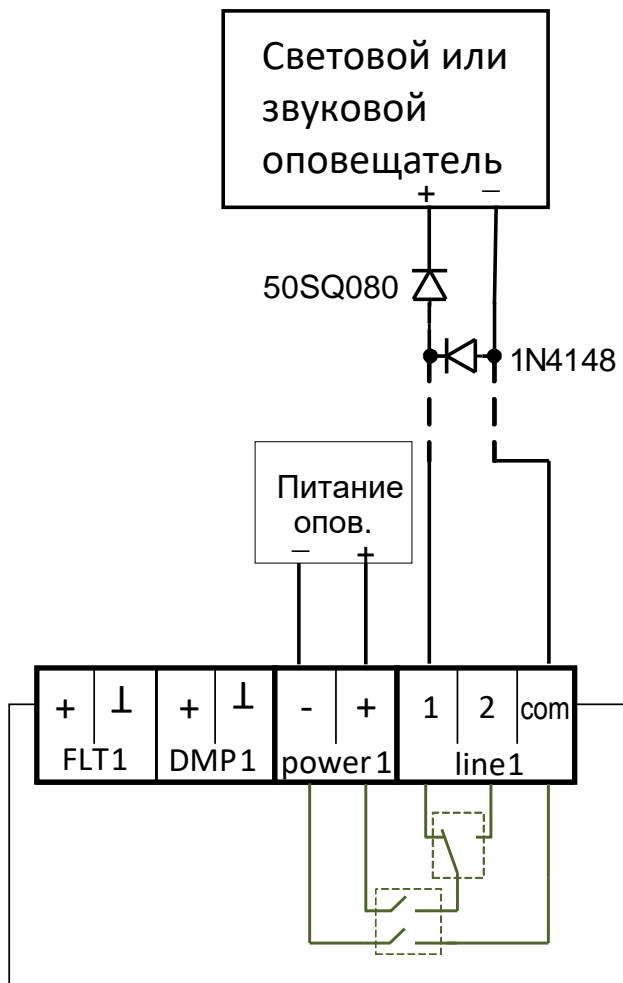 Световой или
звуковой
оповещатель
+ –
50SQ080
1N4148
Питание
опов.
– +
+ ⊥ + ⊥ - + 1 2 com
FLT1 DMP1 power1 line1